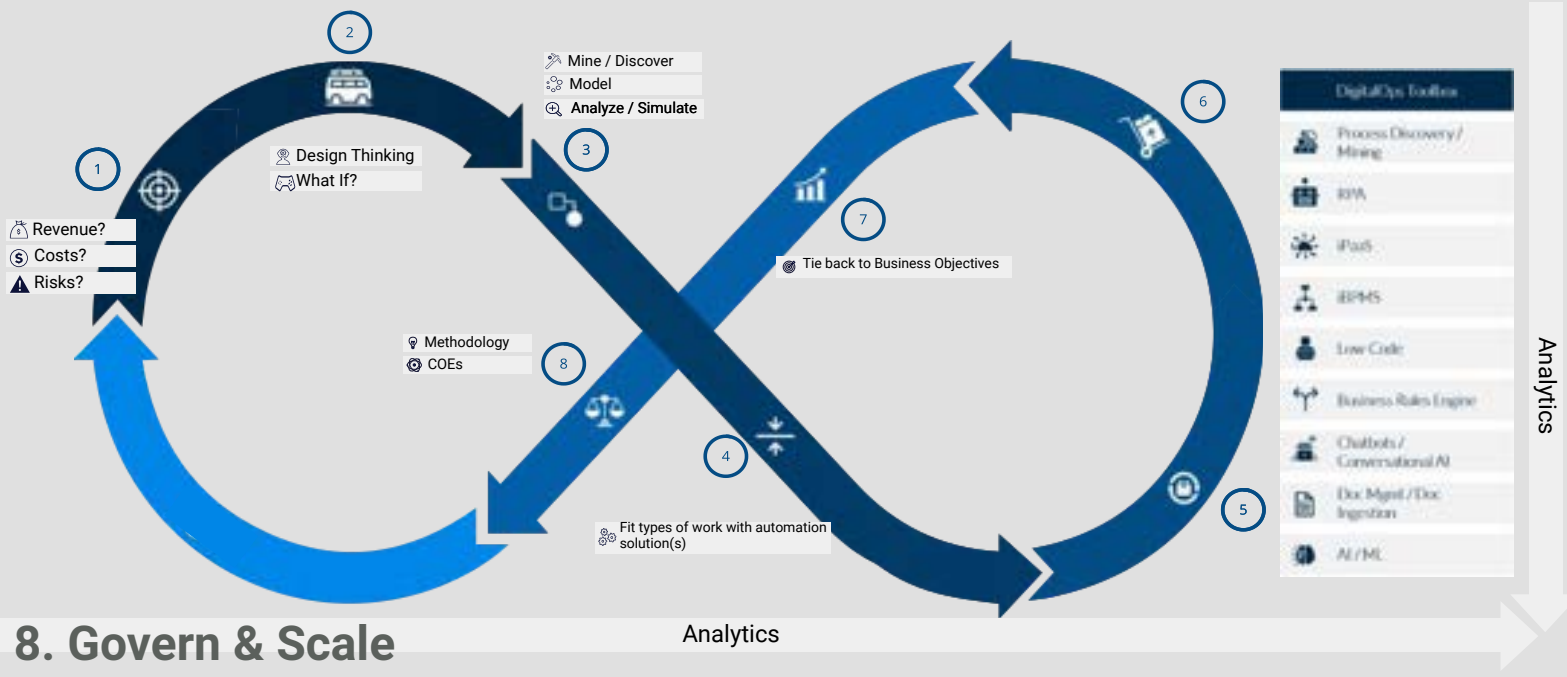 2
Mine / Discover
Model
Analyze / Simulate
6
DigitalOps Toolbox
3
1
Design Thinking
What If?
Process Discovery /
Mining
RPA
7
Revenue?
Costs?
Risks?
iPaaS
Tie back to Business Objectives
iBPMS
Methodology
COEs
8
Low Code
Business Rules Engine
Analytics
4
Chatbots /
Conversational AI
5
Doc Mgmt / Doc
Ingestion
Fit types of work with automation
solution(s)
AI / ML
8. Govern & Scale
Analytics